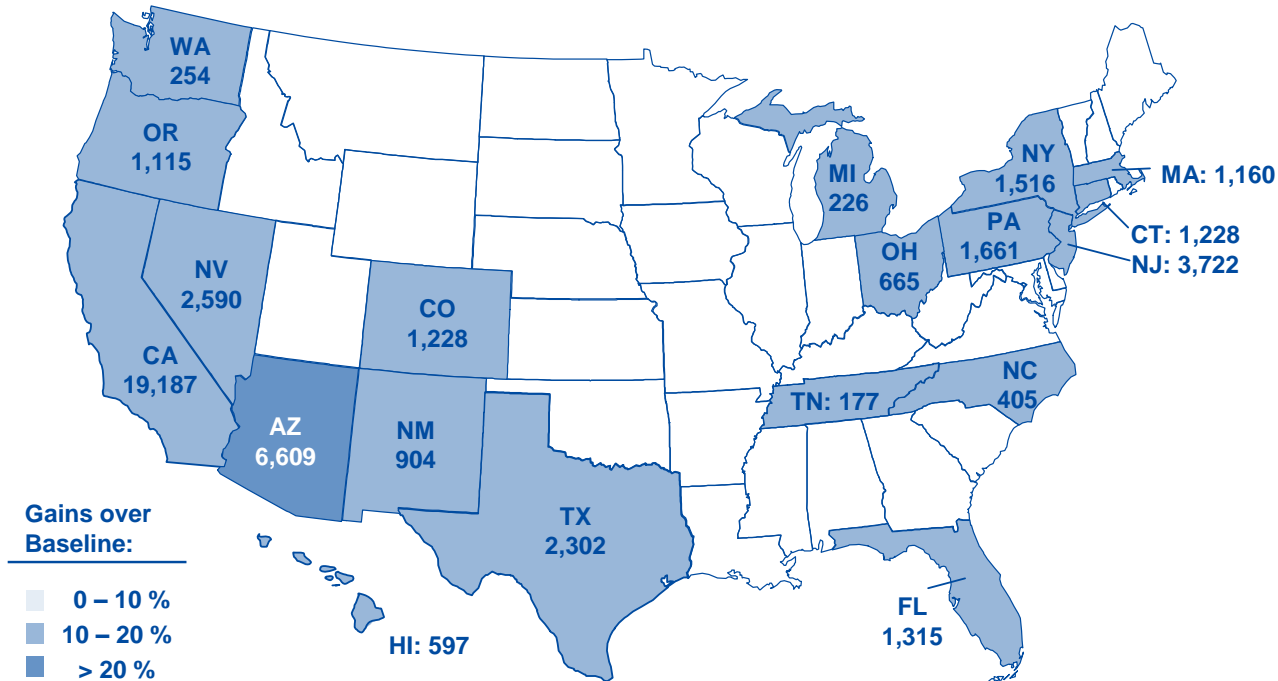 WA
254
OR
1,115
NV
2,590
CA
19,187
AZ
6,609
CO
1,228
NM
904
TX
2,302
HI: 597
MI
226
OH
665
NY
1,516
PA
1,661
MA: 1,160
CT: 1,228
NJ: 3,722
TN: 177
NC
405
FL
1,315
Gains over
Baseline:
0 – 10 %
10 – 20 %
> 20 %